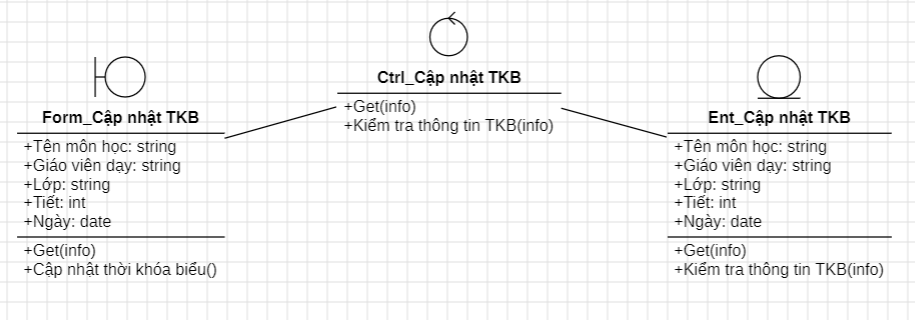 Form_Cập nhật TKB
+Tên môn học: string
+Giáo viên dạy: string
+Lớp: string
+Tiết: int
+Ngày: date
+Get(info)
+Cập nhật thời khóa biểu()
Ctrl_Cập nhật TKB
+Get(info)
+Kiểm tra thông tin TKB(info)
Ent_Cập nhật TKB
+Tên môn học: string
+Giáo viên dạy: string
+Lớp: string
+Tiết: int
+Ngày: date
+Get(info)
+Kiểm tra thông tin TKB(info)